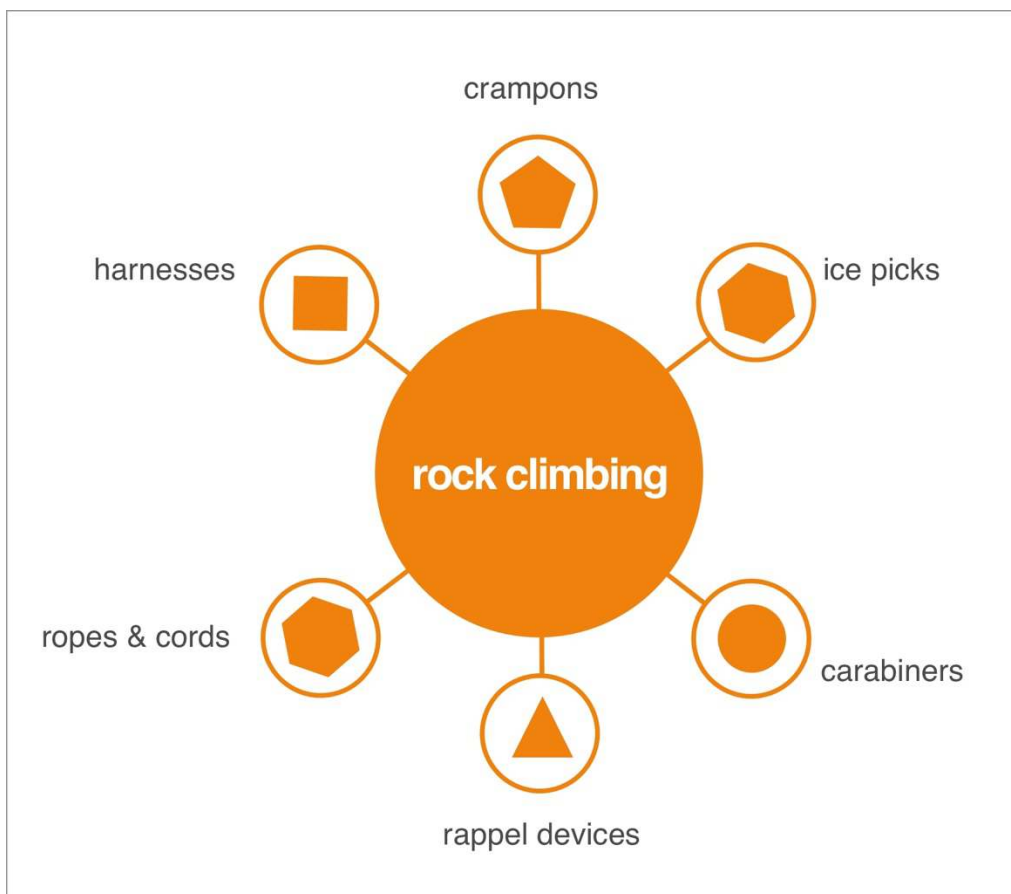 crampons
harnesses
ice picks
rock climbing
ropes & cords
carabiners
rappel devices